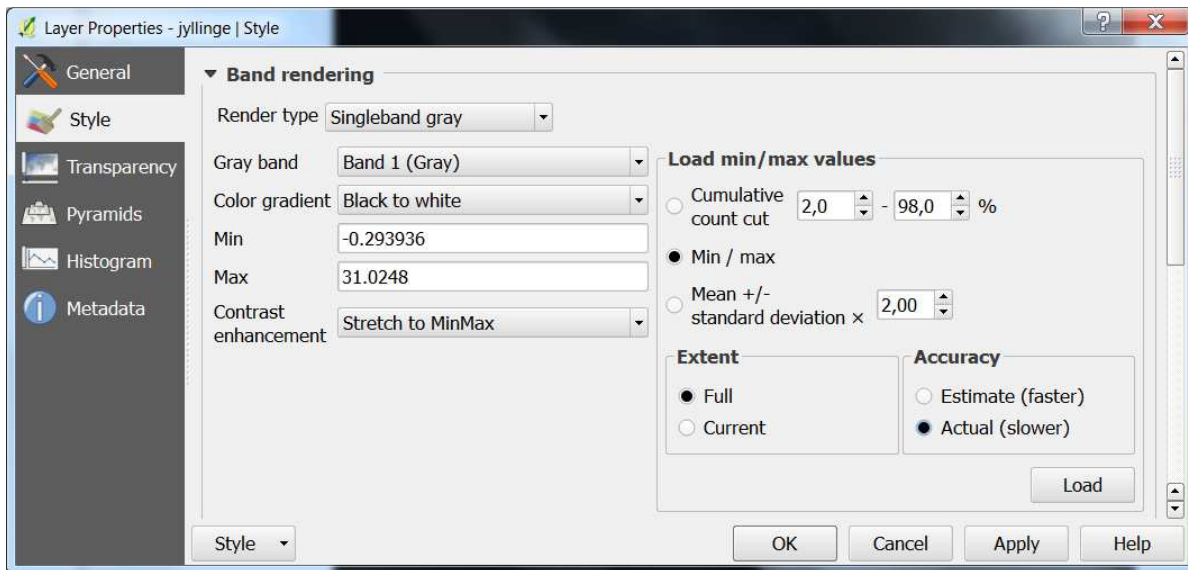 Layer Properties - jyllinge | Style
General
Style
Transparency
Pyramids
Histogram
Metadata
Band rendering
Render type Singleband gray
Gray band Band 1 (Gray)
Color gradient Black to white
Min -0.293936
Max 31.0248
Contrast
enhancement Stretch to MinMax
Load min/max values
Cumulative
count cut 2,0 - 98,0 %
Min / max
Mean +/-
standard deviation × 2,00
Extent
Full
Current
Accuracy
Estimate (faster)
Actual (slower)
Load
Style
OK
Cancel
Apply
Help